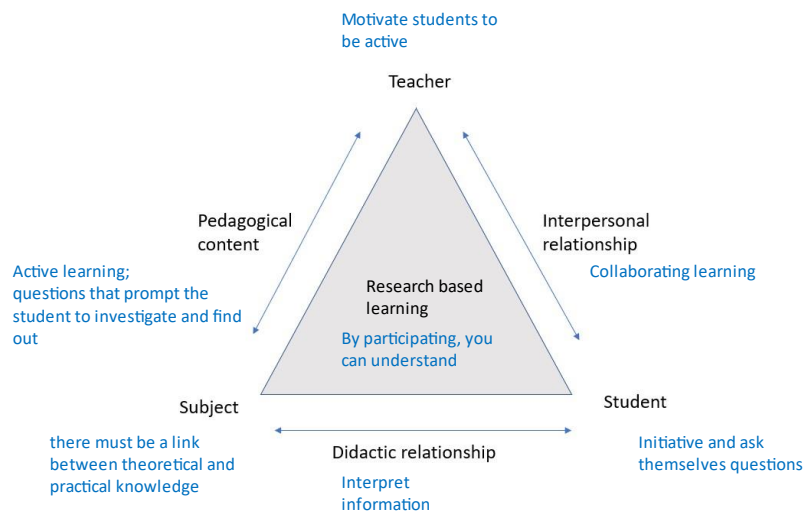 Motivate students to
be active
Teacher
Pedagogical
content
Interpersonal
relationship
Active learning;
questions that prompt the
student to investigate and find
out
Collaborating learning
Research based
learning
By participating, you
can understand
Subject
Student
there must be a link
between theoretical and
practical knowledge
Didactic relationship
Interpret
information
Initiative and ask
themselves questions